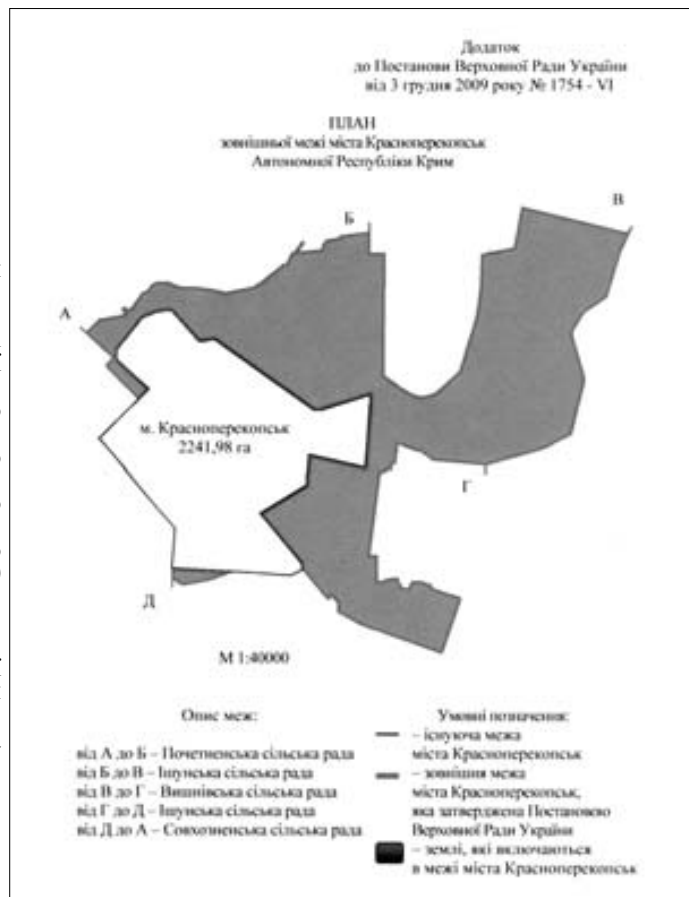 Додаток
до Постанови Верховної Ради України
від 3 грудня 2009 року № 1754 - VI
ПЛАН
зовнішньої межі міста Красноперекопськ
Автономної Республіки Крим
Б
В
А
м. Красноперекопськ
2241,98 га
Г
Д
М 1:40000
Опис меж:
від А до Б – Почетненська сільська рада
від Б до В – Ішунська сільська рада
від В до Г – Вишнівська сільська рада
від Г до Д – Ішунська сільська рада
від Д до А – Совхозненська сільська рада
Умовні позначення:
– існуюча межа
міста Красноперекопськ
– зовнішня межа
міста Красноперекопськ,
яка затверджена Постановою
Верховної Ради України
– землі, які включаються
в межі міста Красноперекопськ